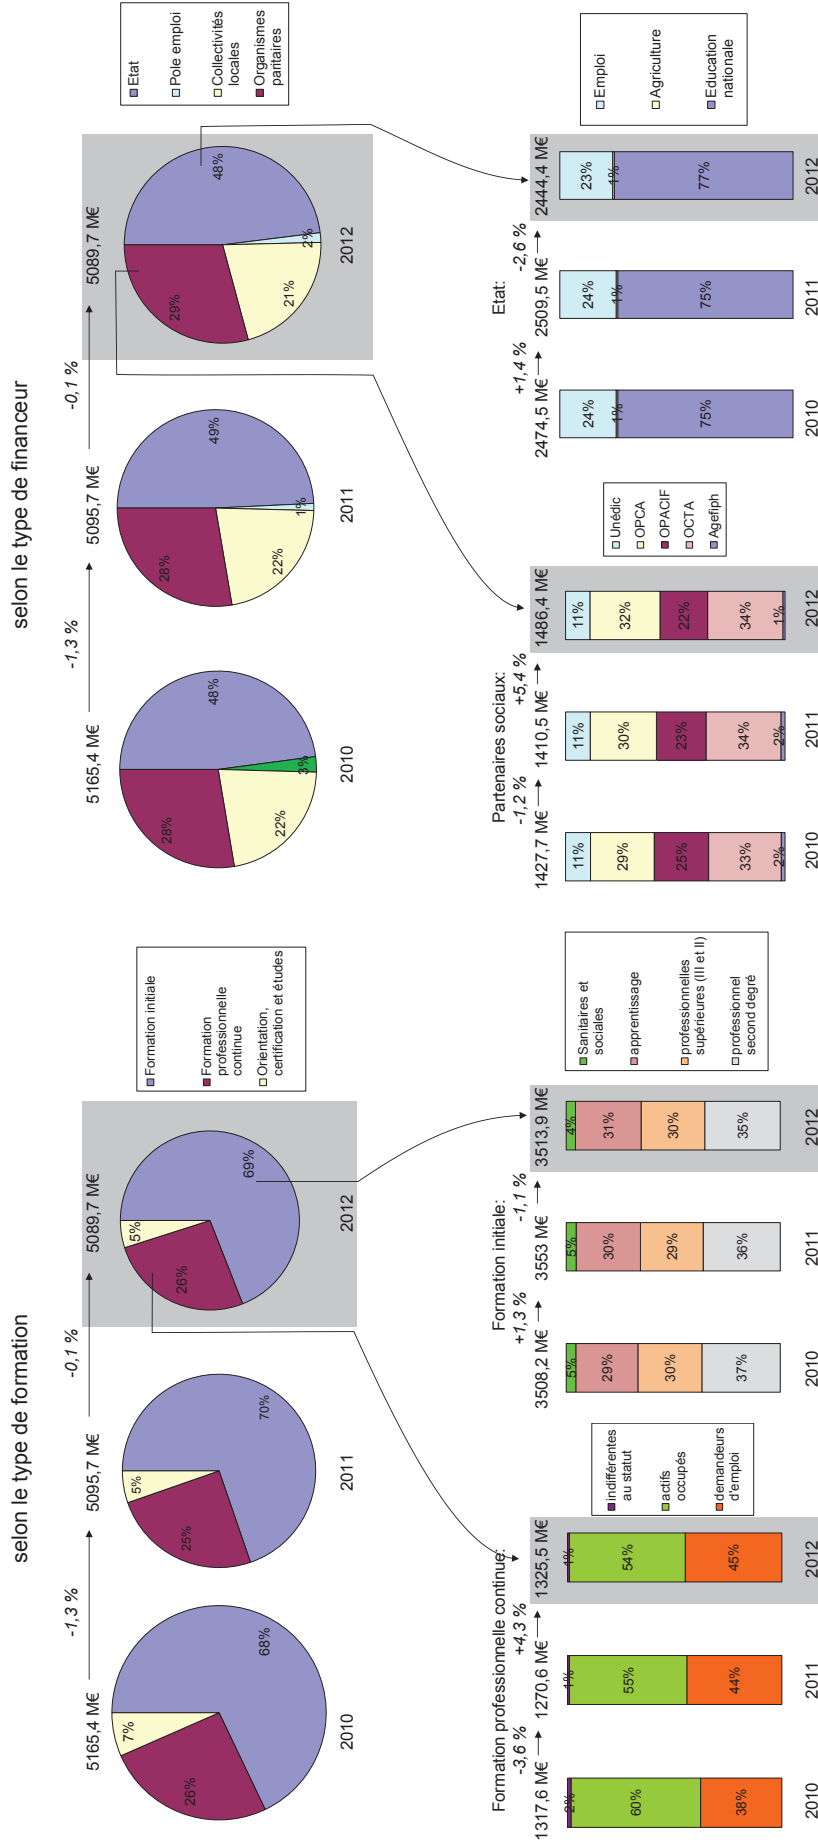 selon le type de formation
5165,4 M€
-1,3 %
5095,7 M€
-0,1 %
5089,7 M€
7%
26%
68%
2010
5%
25%
70%
2011
5%
26%
69%
2012
Formation initiale
Formation
professionnelle
continue
Orientation,
certification et études
Formation professionnelle continue:
1317,6 M€
-3,6 %
1270,6 M€
+4,3 %
1325,5 M€
2%
60%
38%
2010
1%
55%
44%
2011
1%
54%
45%
2012
indifférentes
au statut
actifs
occupés
demandeurs
d'emploi
Formation initiale:
3508,2 M€
+1,3 %
3553 M€
-1,1 %
3513,9 M€
5%
29%
30%
37%
2010
5%
30%
29%
36%
2011
4%
31%
30%
35%
2012
Sanitaires et
sociales
apprentissage
professionnelles
supérieures (III et II)
professionnel
second degré
selon le type de financeur
5165,4 M€
-1,3 %
5095,7 M€
-0,1 %
5089,7 M€
28%
48%
22%
3%
2010
28%
49%
22%
1%
2011
29%
48%
21%
2%
2012
Etat
Pole emploi
Collectivités
locales
Organismes
paritaires
Partenaires sociaux:
1427,7 M€
-1,2 %
1410,5 M€
+5,4 %
1486,4 M€
11%
29%
25%
33%
2%
2010
11%
30%
23%
34%
2%
2011
11%
32%
22%
34%
1%
2012
Unédic
OPCA
OPACIF
OCTA
Agefiph
Etat:
2474,5 M€
+1,4 %
2509,5 M€
-2,6 %
2444,4 M€
24%
1%
75%
2010
24%
1%
75%
2011
23%
1%
77%
2012
Emploi
Agriculture
Education
nationale